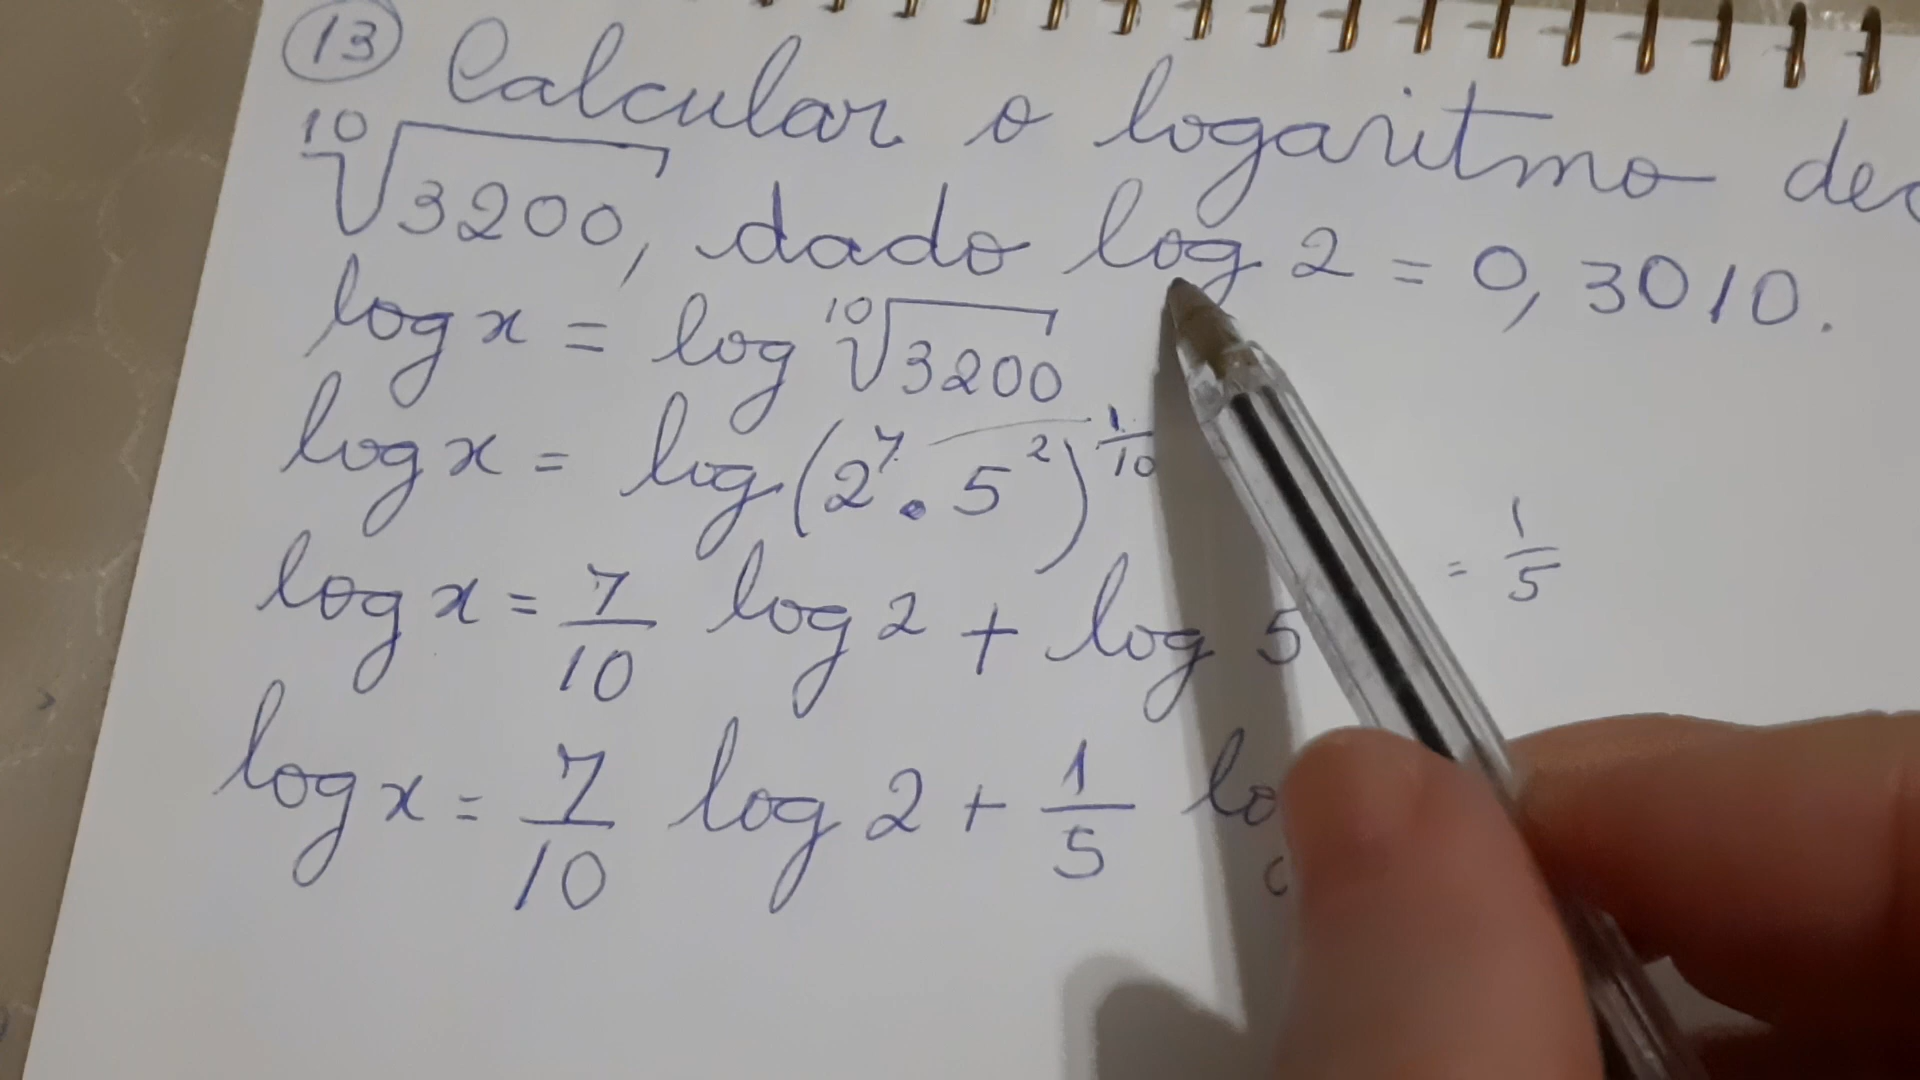 13 Calcular o logaritmo
¹⁰√3200, dado log 2 = 0,3010.
log x = log ¹⁰√3200
log x = log (2⁷ . 5²)^(1/10)
log x = 7/10 log 2 + log 5 = 1/5
log x = 7/10 log 2 + 1/5